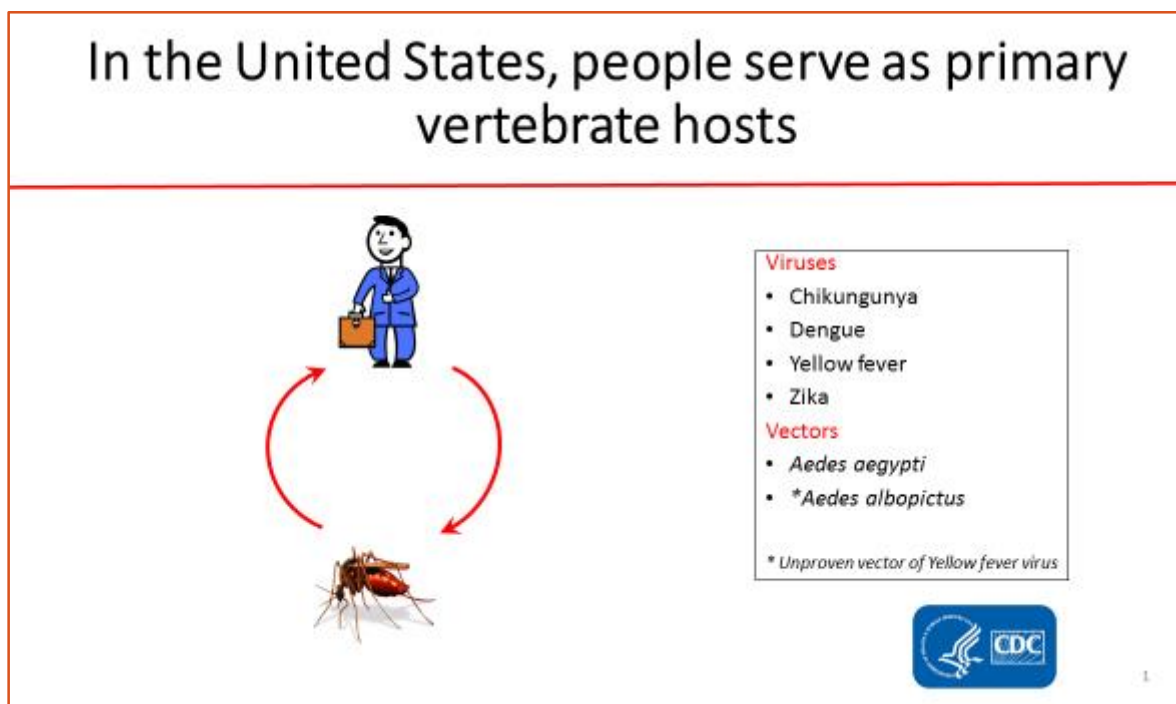 In the United States, people serve as primary
vertebrate hosts
Viruses
• Chikungunya
• Dengue
• Yellow fever
• Zika
Vectors
• Aedes aegypti
• *Aedes albopictus
* Unproven vector of Yellow fever virus
CDC
1